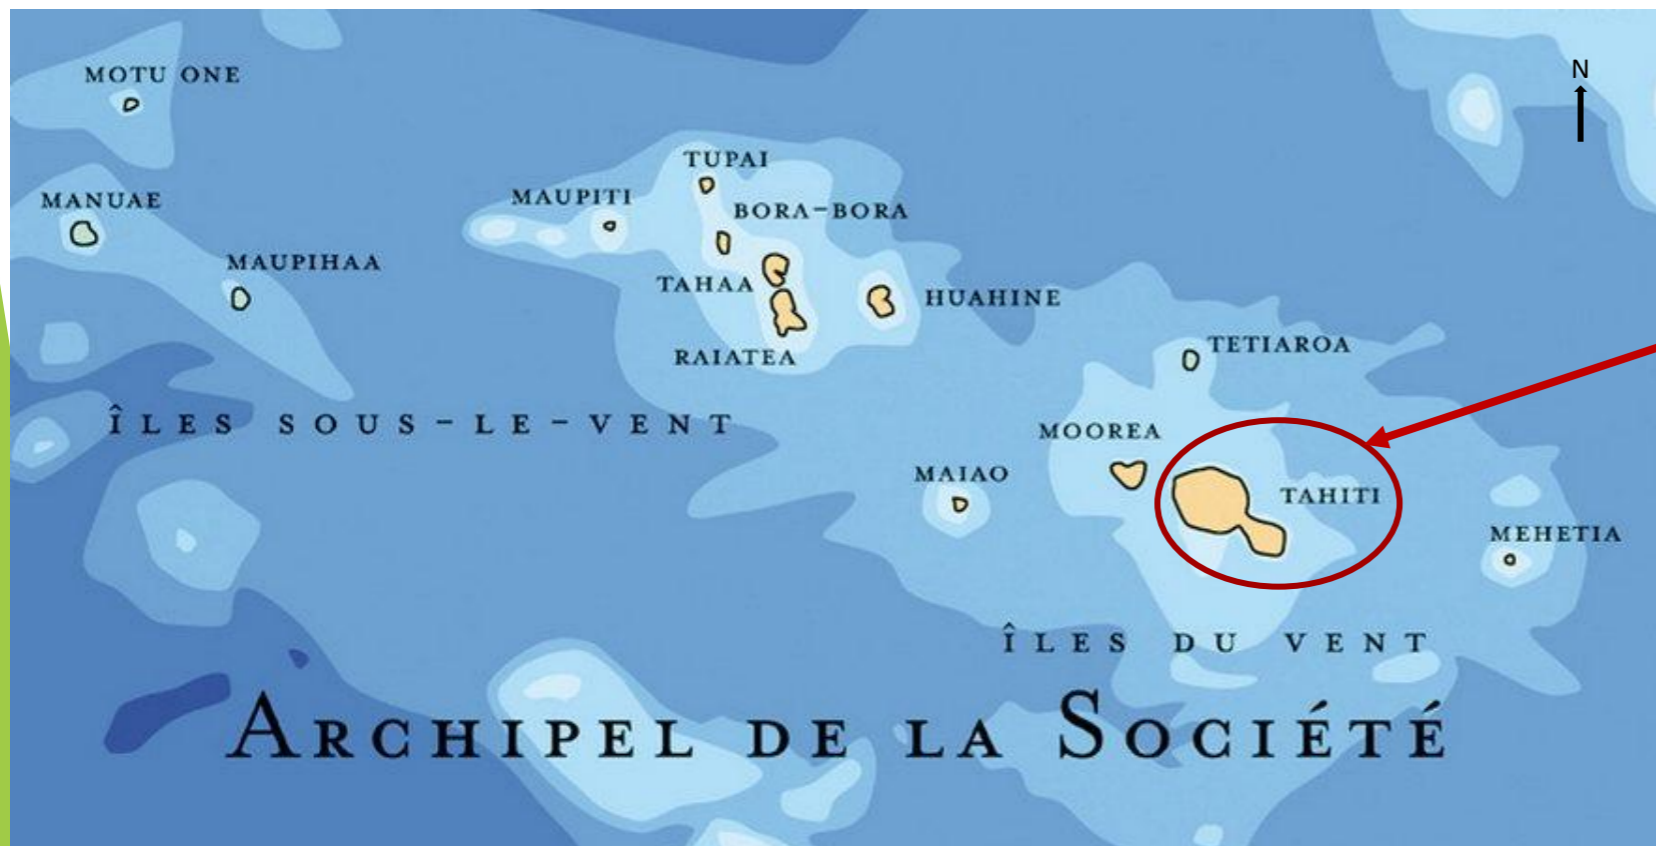 N
MOTU ONE
TUPAI
MAUPITI
MANUAE
BORA-BORA
MAUPIHAA
TAHAA
HUAHINE
TETIAROA
RAIATEA
ÎLES SOUS-LE-VENT
MOOREA
MAIAO
TAHITI
MEHETIA
ÎLES DU VENT
ARCHIPEL DE LA SOCIÉTÉ